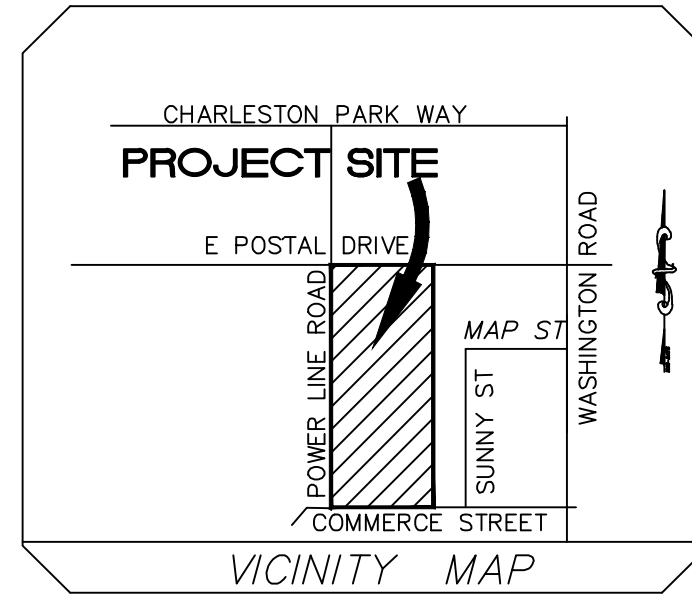 CHARLESTON PARK WAY
PROJECT SITE
E POSTAL DRIVE
WASHINGTON ROAD
POWER LINE ROAD
MAP ST
SUNNY ST
COMMERCE STREET
VICINITY MAP